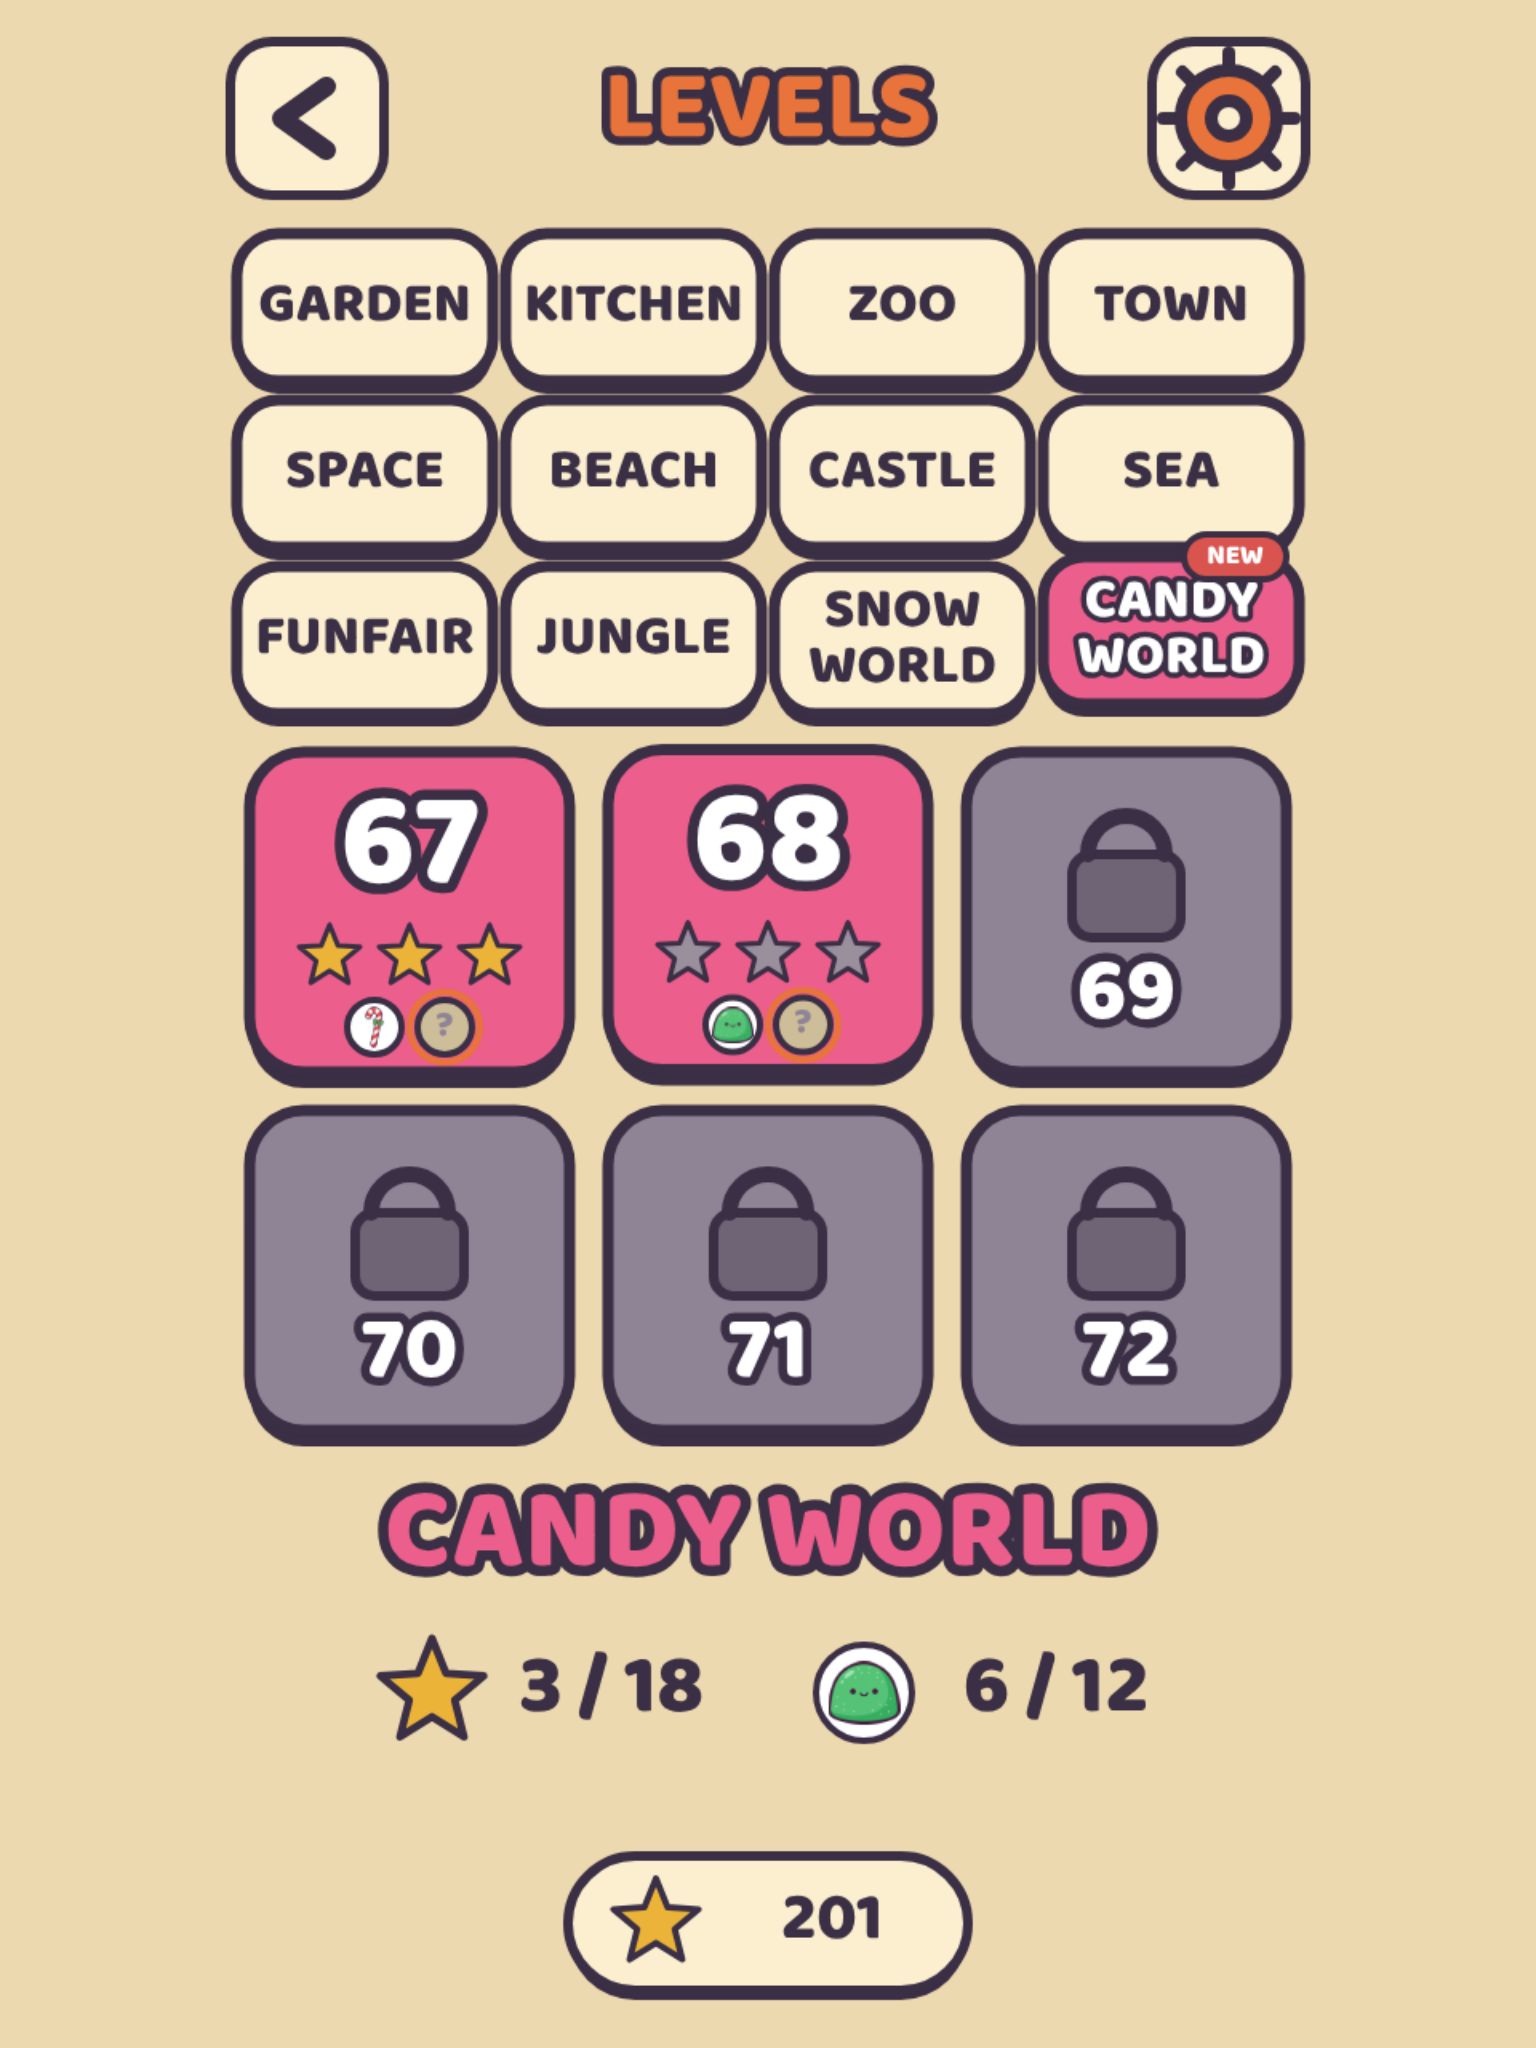 LEVELS
GARDEN
KITCHEN
ZOO
TOWN
SPACE
BEACH
CASTLE
SEA
FUNFAIR
JUNGLE
SNOW
WORLD
NEW
CANDY
WORLD
67
?
68
?
69
70
71
72
CANDY WORLD
3 / 18
6 / 12
201